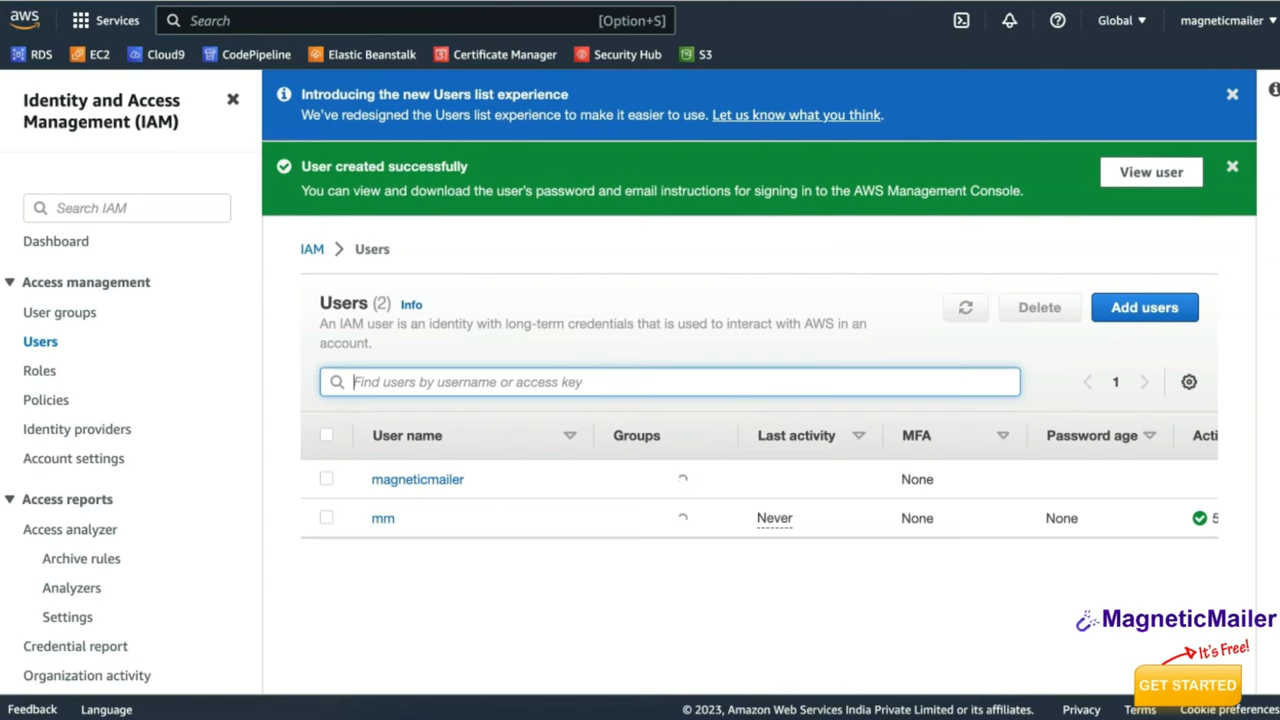 aws
Services
Search
[Option+S]
Global
magneticmailer
RDS
EC2
Cloud9
CodePipeline
Elastic Beanstalk
Certificate Manager
Security Hub
S3
Identity and Access
Management (IAM)
Search IAM
Dashboard
Access management
User groups
Users
Roles
Policies
Identity providers
Account settings
Access reports
Access analyzer
Archive rules
Analyzers
Settings
Credential report
Organization activity
Introducing the new Users list experience
We've redesigned the Users list experience to make it easier to use. Let us know what you think.
User created successfully
You can view and download the user's password and email instructions for signing in to the AWS Management Console.
View user
IAM > Users
Users (2) Info
An IAM user is an identity with long-term credentials that is used to interact with AWS in an
account.
Delete
Add users
Find users by username or access key
1
User name
Groups
Last activity
MFA
Password age
Acti
magneticmailer
None
mm
Never
None
None
5
MagneticMailer
It's Free!
GET STARTED
Feedback
Language
© 2023, Amazon Web Services India Private Limited or its affiliates.
Privacy
Terms
Cookie preferences